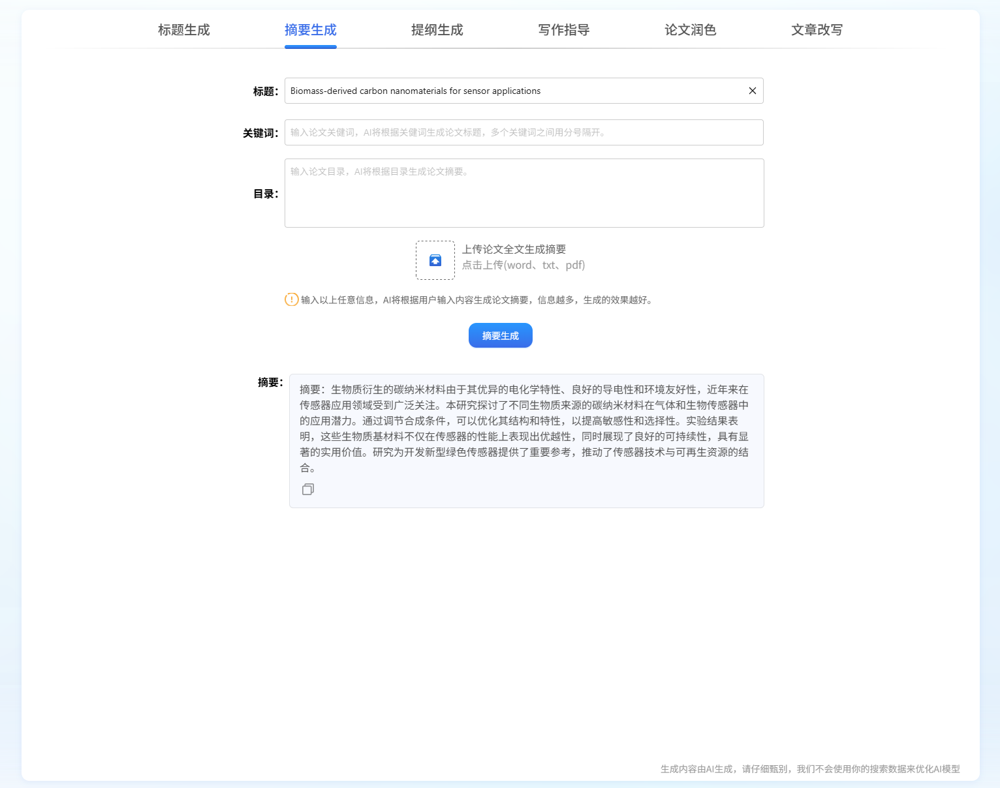 标题生成 摘要生成 提纲生成 写作指导 论文润色 文章改写
标题： Biomass-derived carbon nanomaterials for sensor applications
关键词： 输入论文关健词，AI将根据关健词生成论文标题，多个关键词之间用分号隔开。
输入论文目录，AI将根据目录生成论文摘要。
目录：
上传论文全文生成摘要
点击上传(word、txt、pdf)
输入以上任意信息，AI将根据用户输入内容生成论文摘要，信息越多，生成的效果越好。
摘要生成
摘要：
摘要：生物质衍生的碳纳米材料由于其优异的电化学特性、良好的导电性和环境友好性，近年来在
传感器应用领域受到广泛关注。本研究探讨了不同生物质来源的碳纳米材料在气体和生物传感器中
的应用潜力。通过调节合成条件，可以优化其结构和特性，以提高敏感性和选择性。实验结果表
明，这些生物质基材料不仅在传感器的性能上表现出优越性，同时展现了良好的可持续性，具有显
著的实用价值。研究为开发新型绿色传感器提供了重要参考，推动了传感器技术与可再生资源的结
合。
生成内容由AI生成，请仔细甄别，我们不会使用你的搜索数据来优化AI模型